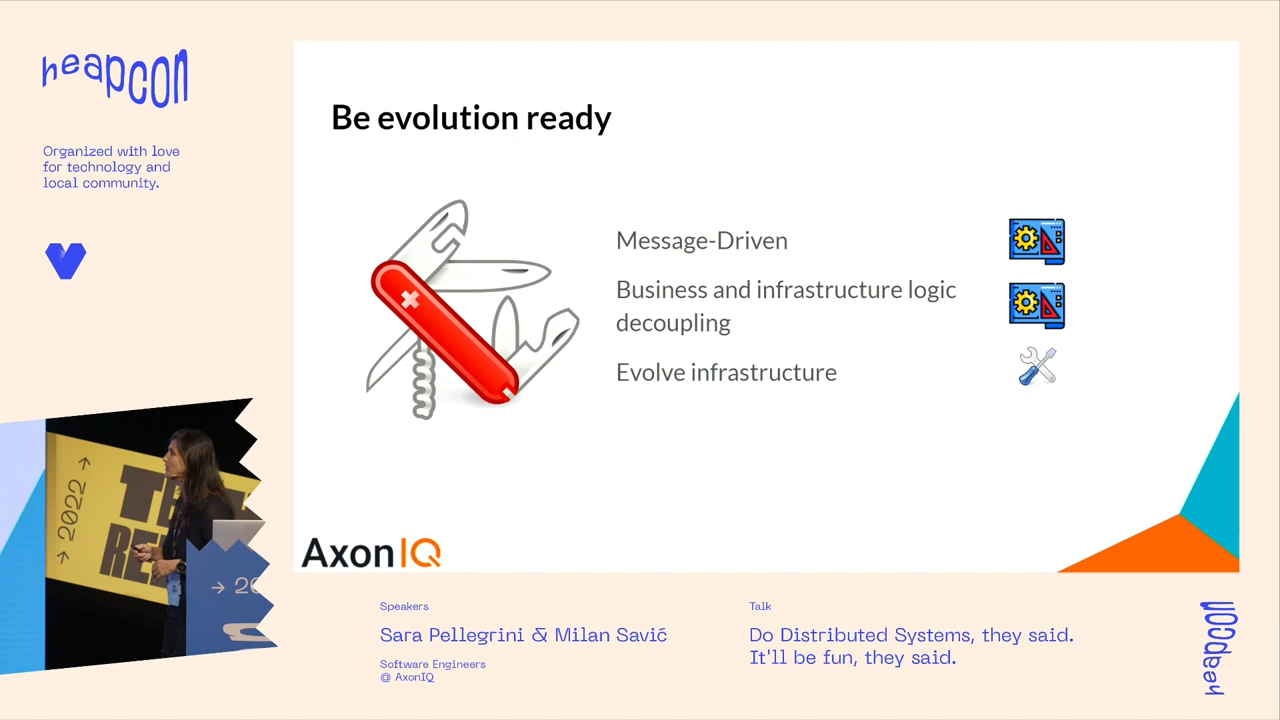 heapcon
Organized with love
for technology and
local community.
Be evolution ready
Message-Driven
Business and infrastructure logic
decoupling
Evolve infrastructure
AxonIQ
→ 2022 →
Speakers
Sara Pellegrini & Milan Savić
Software Engineers
@ AxonIQ
Talk
Do Distributed Systems, they said.
It'll be fun, they said.
heapcon